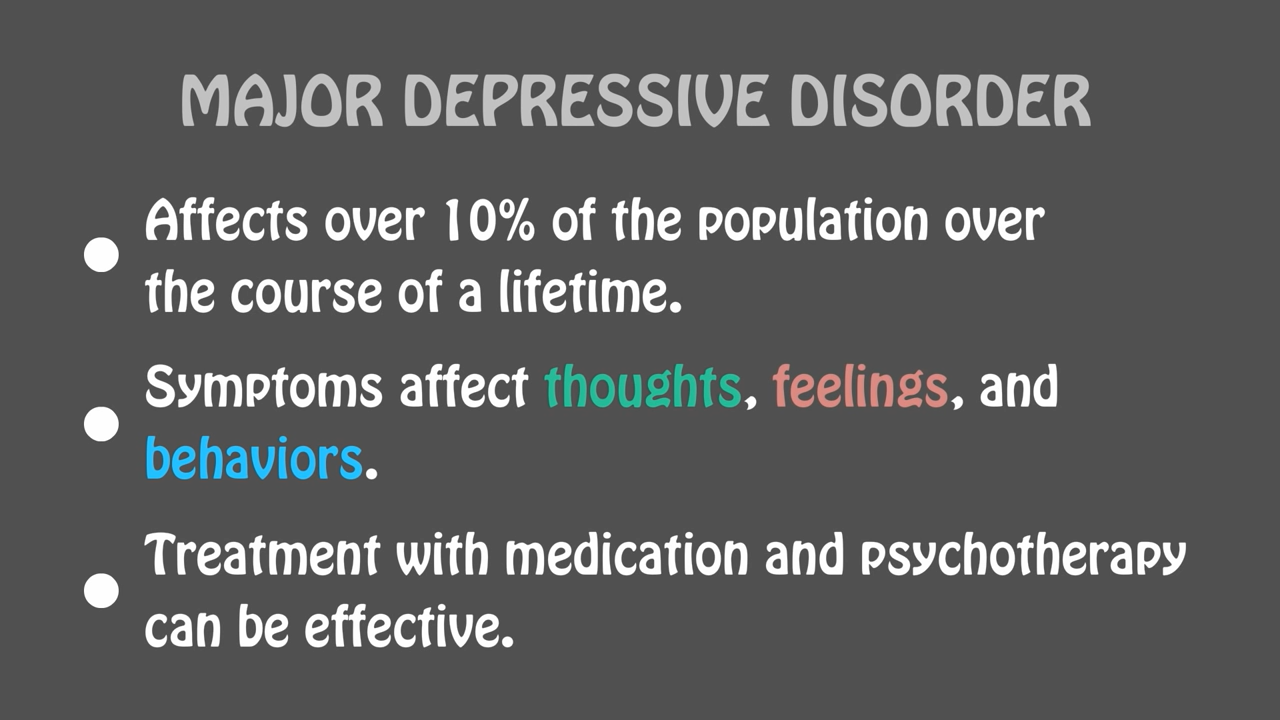 MAJOR DEPRESSIVE DISORDER
Affects over 10% of the population over
the course of a lifetime.
Symptoms affect thoughts, feelings, and
behaviors.
Treatment with medication and psychotherapy
can be effective.